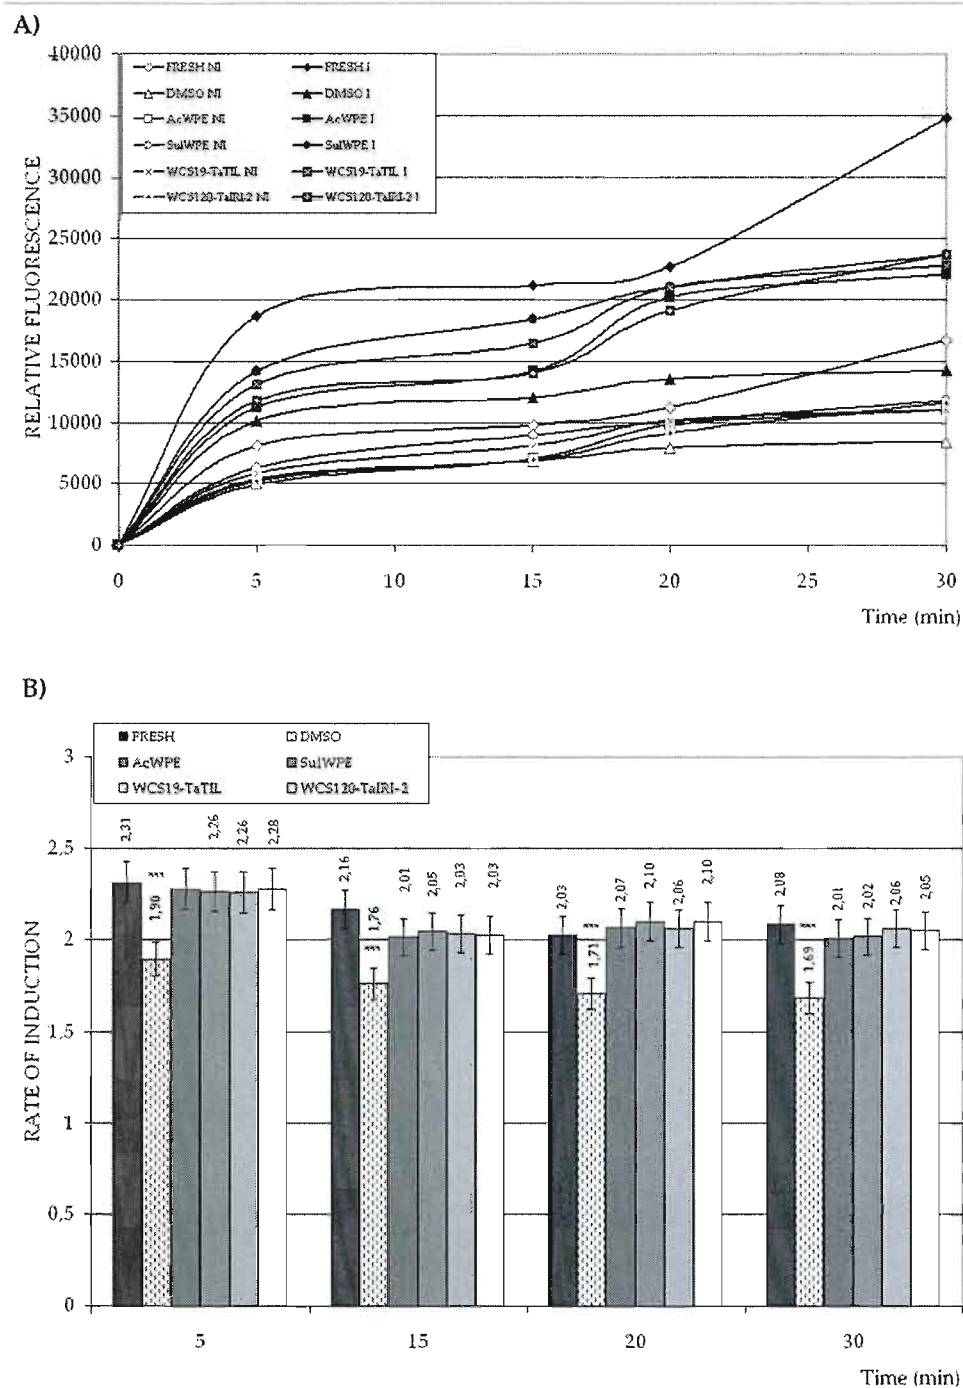 A)
RELATIVE FLUORESCENCE
40000
35000
30000
25000
20000
15000
10000
5000
0
FRESH NI FRESH I
DMSO NI DMSO I
AcWPE NI AcWPE I
SulWPE NI SulWPE I
WCS19-TaTIL NI WCS19-TaTIL I
WCS120-TaIRI-2 NI WCS120-TaIRI-2 I
0 5 10 15 20 25 30
Time (min)
B)
RATE OF INDUCTION
FRESH DMSO
AcWPE SulWPE
WCS19-TaTIL WCS120-TaIRI-2
3
2,5
2
1,5
1
0,5
0
2,31 1,90 *** 2,26 2,26 2,28
2,16 1,76 *** 2,01 2,05 2,03 2,03
2,03 1,71 *** 2,07 2,10 2,06 2,10
2,08 1,69 *** 2,01 2,02 2,06 2,05
5 15 20 30
Time (min)